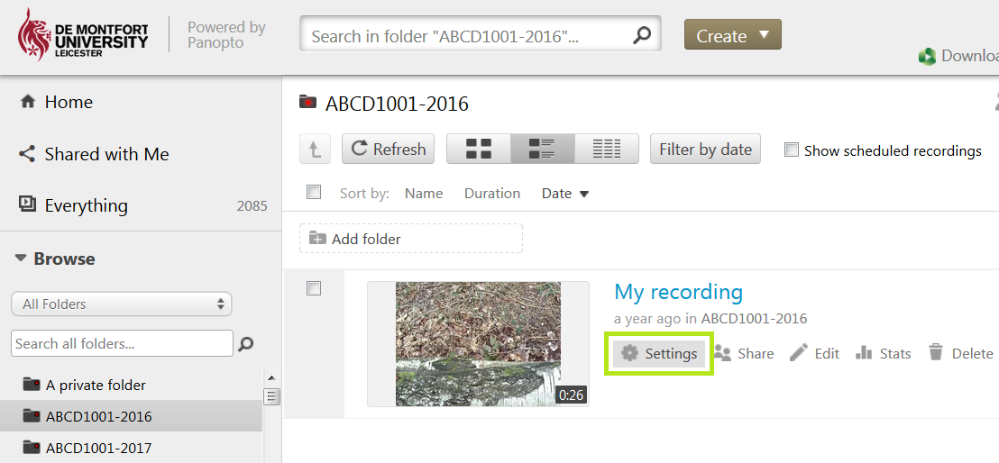 DE MONTFORT
UNIVERSITY
LEICESTER
Powered by
Panopto
Search in folder "ABCD1001-2016"...
Create
Home
Shared with Me
Everything 2085
Browse
All Folders
Search all folders...
A private folder
ABCD1001-2016
ABCD1001-2017
ABCD1001-2016
Refresh
Filter by date
Show scheduled recordings
Sort by: Name Duration Date
Add folder
My recording
a year ago in ABCD1001-2016
Settings Share Edit Stats Delete
0:26